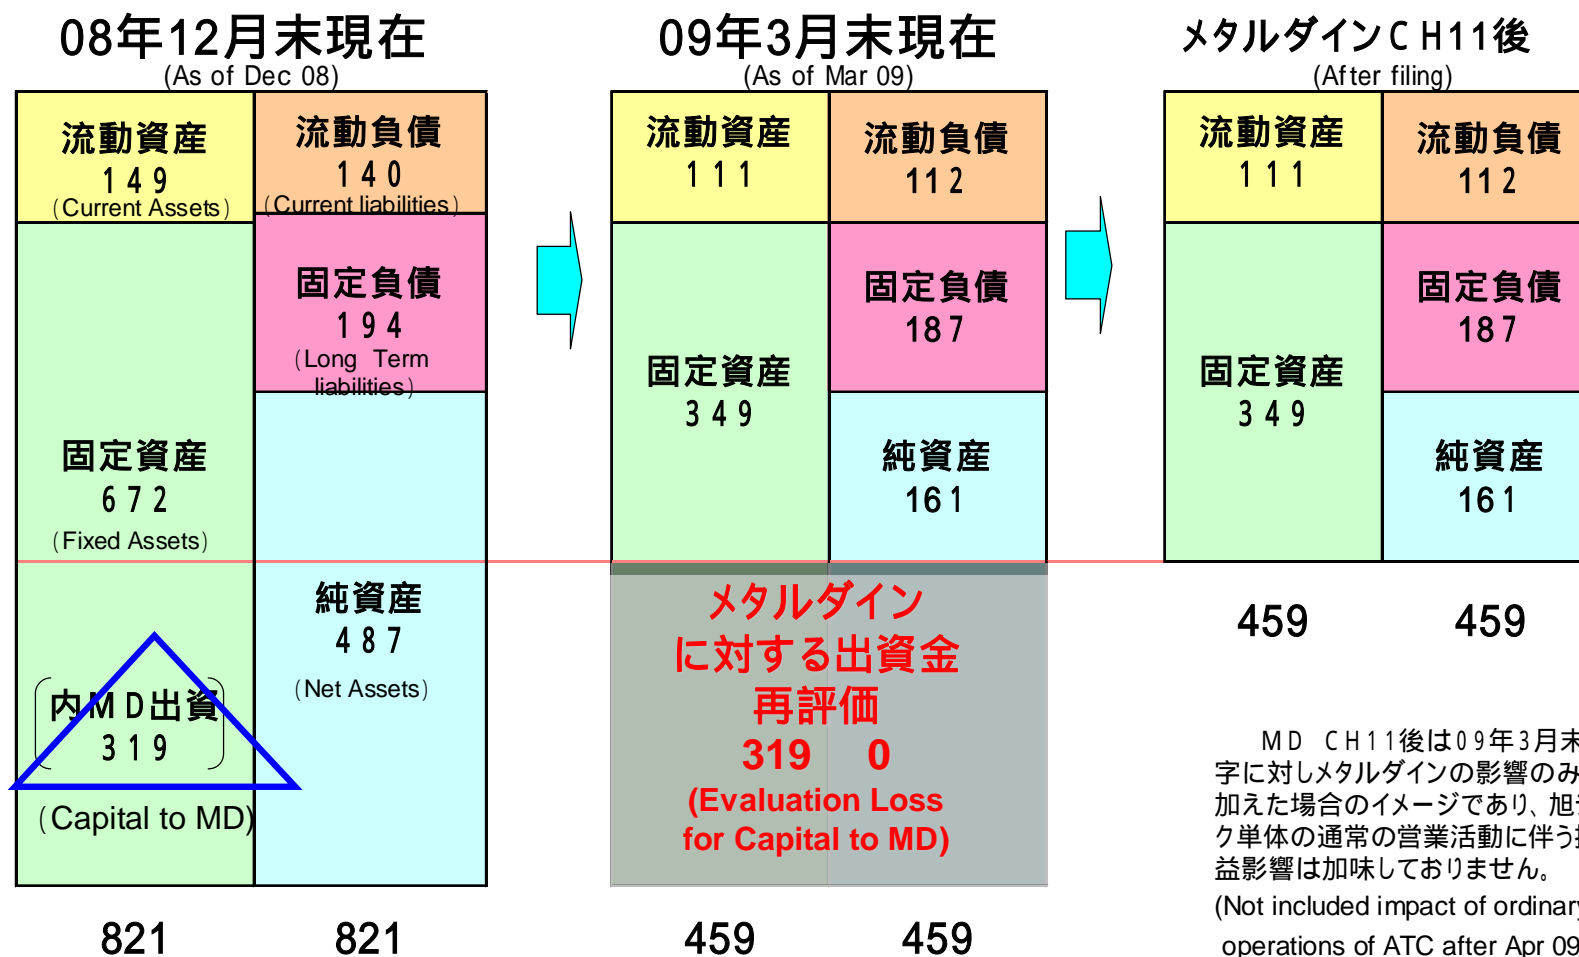 08年12月末現在
(As of Dec 08)
流動資産
149
(Current Assets)
流動負債
140
(Current liabilities)
固定負債
194
(Long Term
liabilities)
固定資産
672
(Fixed Assets)
純資産
487
(Net Assets)
内MD出資
319
(Capital to MD)
821 821
09年3月末現在
(As of Mar 09)
流動資産
111
流動負債
112
固定負債
187
固定資産
349
純資産
161
メタルダイン
に対する出資金
再評価
319 0
(Evaluation Loss
for Capital to MD)
459 459
メタルダインCH11後
(After filing)
流動資産
111
流動負債
112
固定負債
187
固定資産
349
純資産
161
459 459
MD CH11後は09年3月末
字に対しメタルダインの影響のみ
加えた場合のイメージであり、旭
ク単体の通常の営業活動に伴う
益影響は加味しておりません。
(Not included impact of ordinary
operations of ATC after Apr 09